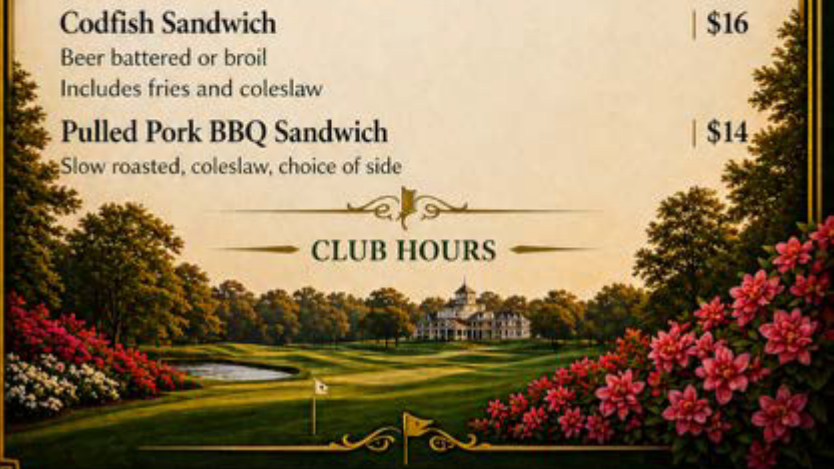 Codfish Sandwich | $16
Beer battered or broil
Includes fries and coleslaw
Pulled Pork BBQ Sandwich | $14
Slow roasted, coleslaw, choice of side
CLUB HOURS